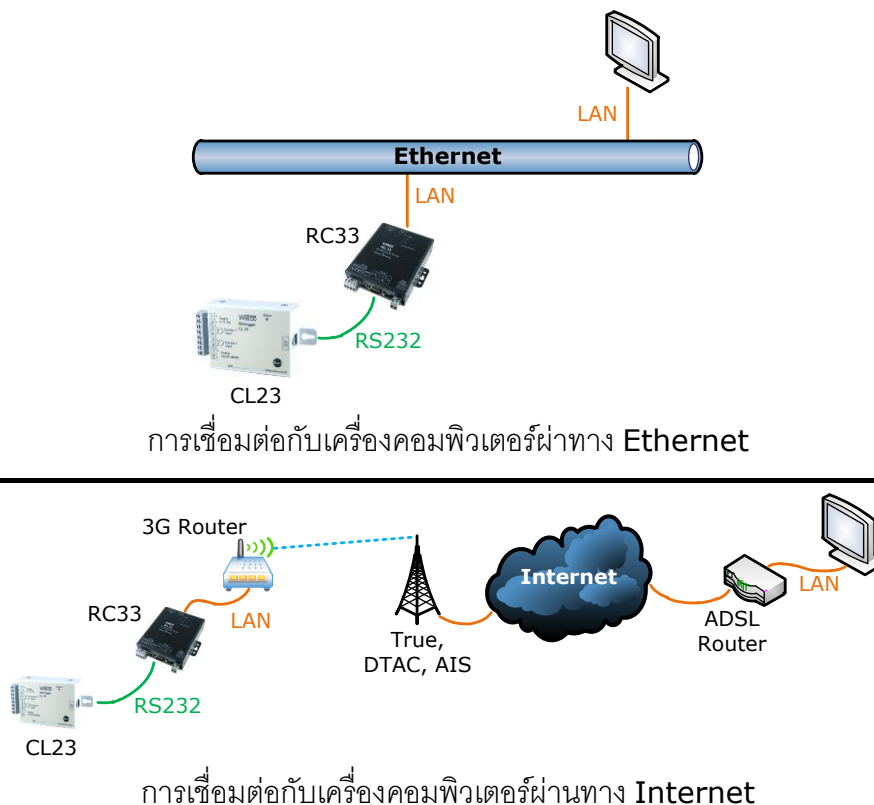 LAN
Ethernet
LAN
RC33
RS232
CL23
การเชื่อมต่อกับเครื่องคอมพิวเตอร์ผ่าทาง Ethernet
3G Router
Internet
RC33
LAN
LAN
True,
DTAC, AIS
ADSL
Router
RS232
CL23
การเชื่อมต่อกับเครื่องคอมพิวเตอร์ผ่านทาง Internet